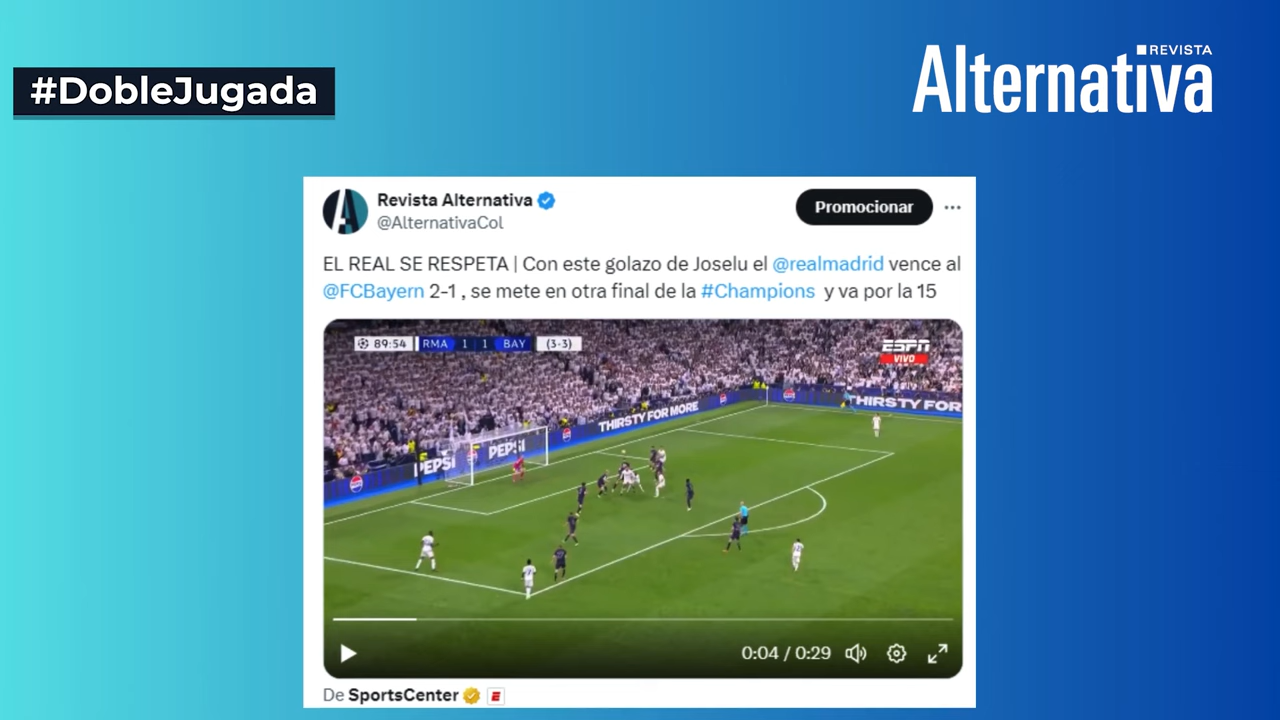 #DobleJugada
REVISTA
Alternativa
Revista Alternativa
@AlternativaCol
Promocionar
EL REAL SE RESPETA | Con este golazo de Joselu el @realmadrid vence al
@FCBayern 2-1 , se mete en otra final de la #Champions y va por la 15
89:54 RMA 1 1 BAY (3-3)
ESPN
VIVO
THIRSTY FOR MORE
THIRSTY FOR
PEPSI PEPSI
0:04 / 0:29
De SportsCenter